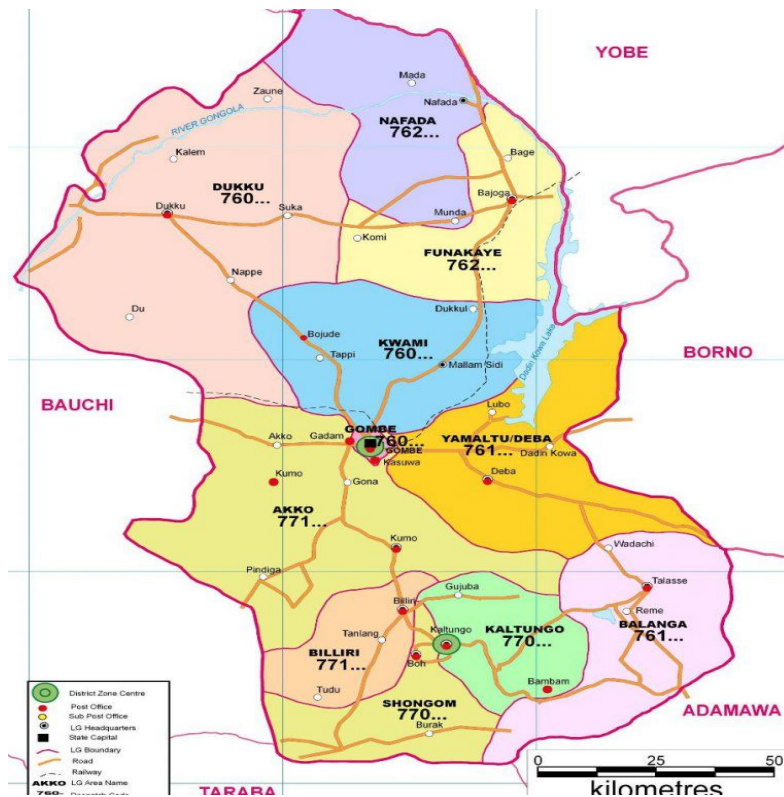 YOBE
Mada
Zaune
Nafada
RIVER GONGOLA
NAFADA
762...
Kalem
Bage
DUKKU
760...
Bajoga
Dukku
Suka
Munda
Komi
FUNAKAYE
762...
Nappe
Du
Dukkul
Bojude
KWAMI
760...
Tappi
Mallam Sidi
Dadin Kowa Lake
BORNO
BAUCHI
Lubo
GOMBE
760...
Gadam
Akko
GOMBE
YAMALTU/DEBA
761...
Dadin Kowa
Kasuwa
Kumo
Gona
Deba
AKKO
771...
Kumo
Wadachi
Pindiga
Gujuba
Talasse
Billiri
Reme
Kaltungo
KALTUNGO
770...
BALANGA
761...
Tanlang
BILLIRI
771...
Boh
Bambam
Tudu
SHONGOM
770...
Burak
ADAMAWA
TARABA
District Zone Centre
Post Office
Sub Post Office
LG Headquarters
State Capital
LG Boundary
Road
Railway
AKKO LG Area Name
0 25 50
kilometres